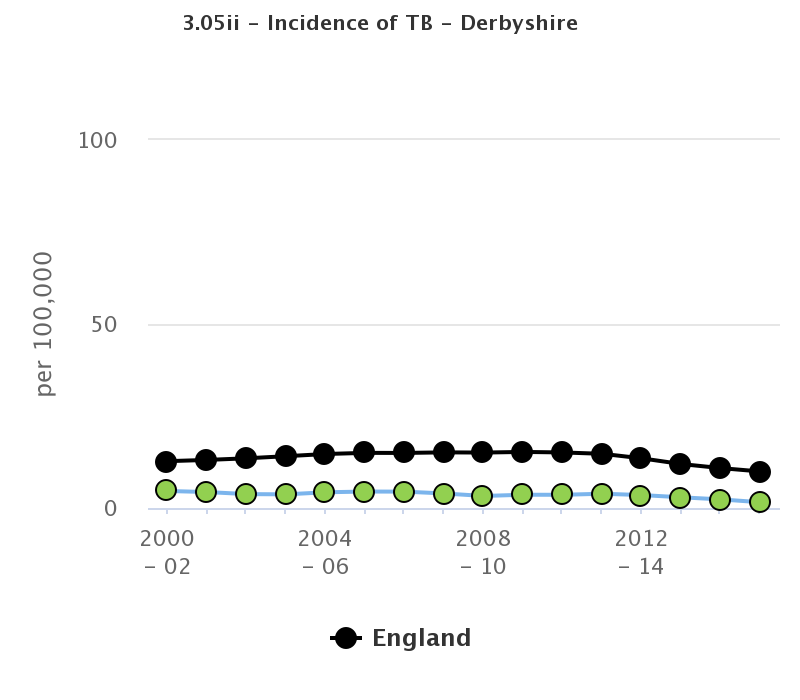 3.05ii – Incidence of TB – Derbyshire
100
50
0
per 100,000
2000 – 02
2004 – 06
2008 – 10
2012 – 14
England